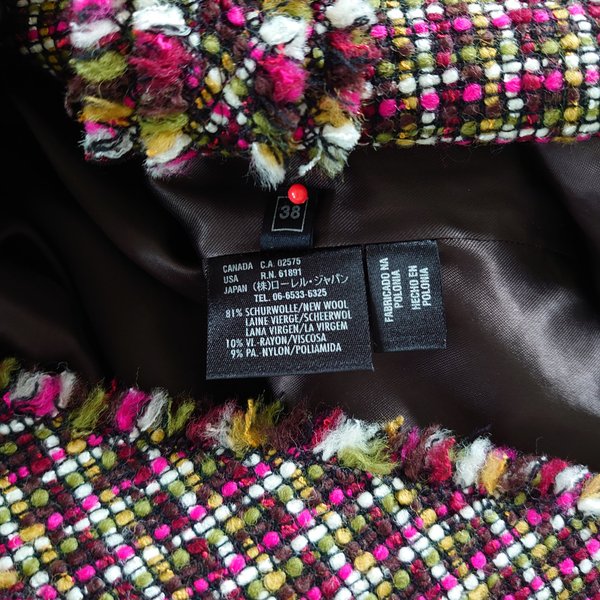 38
CANADA C.A. 02575
USA R.N. 61891
JAPAN (株)ローレル・ジャパン
TEL. 06-6533-6325
81% SCHURWOLLE/NEW WOOL
LAINE VIERGE/SCHEERWOL
LANA VIRGEN/LA VIRGEM
10% VI.-RAYON/VISCOSA
9% PA.-NYLON/POLIAMIDA
FABRICADO NA
POLONIA
HECHO EN
POLONIA